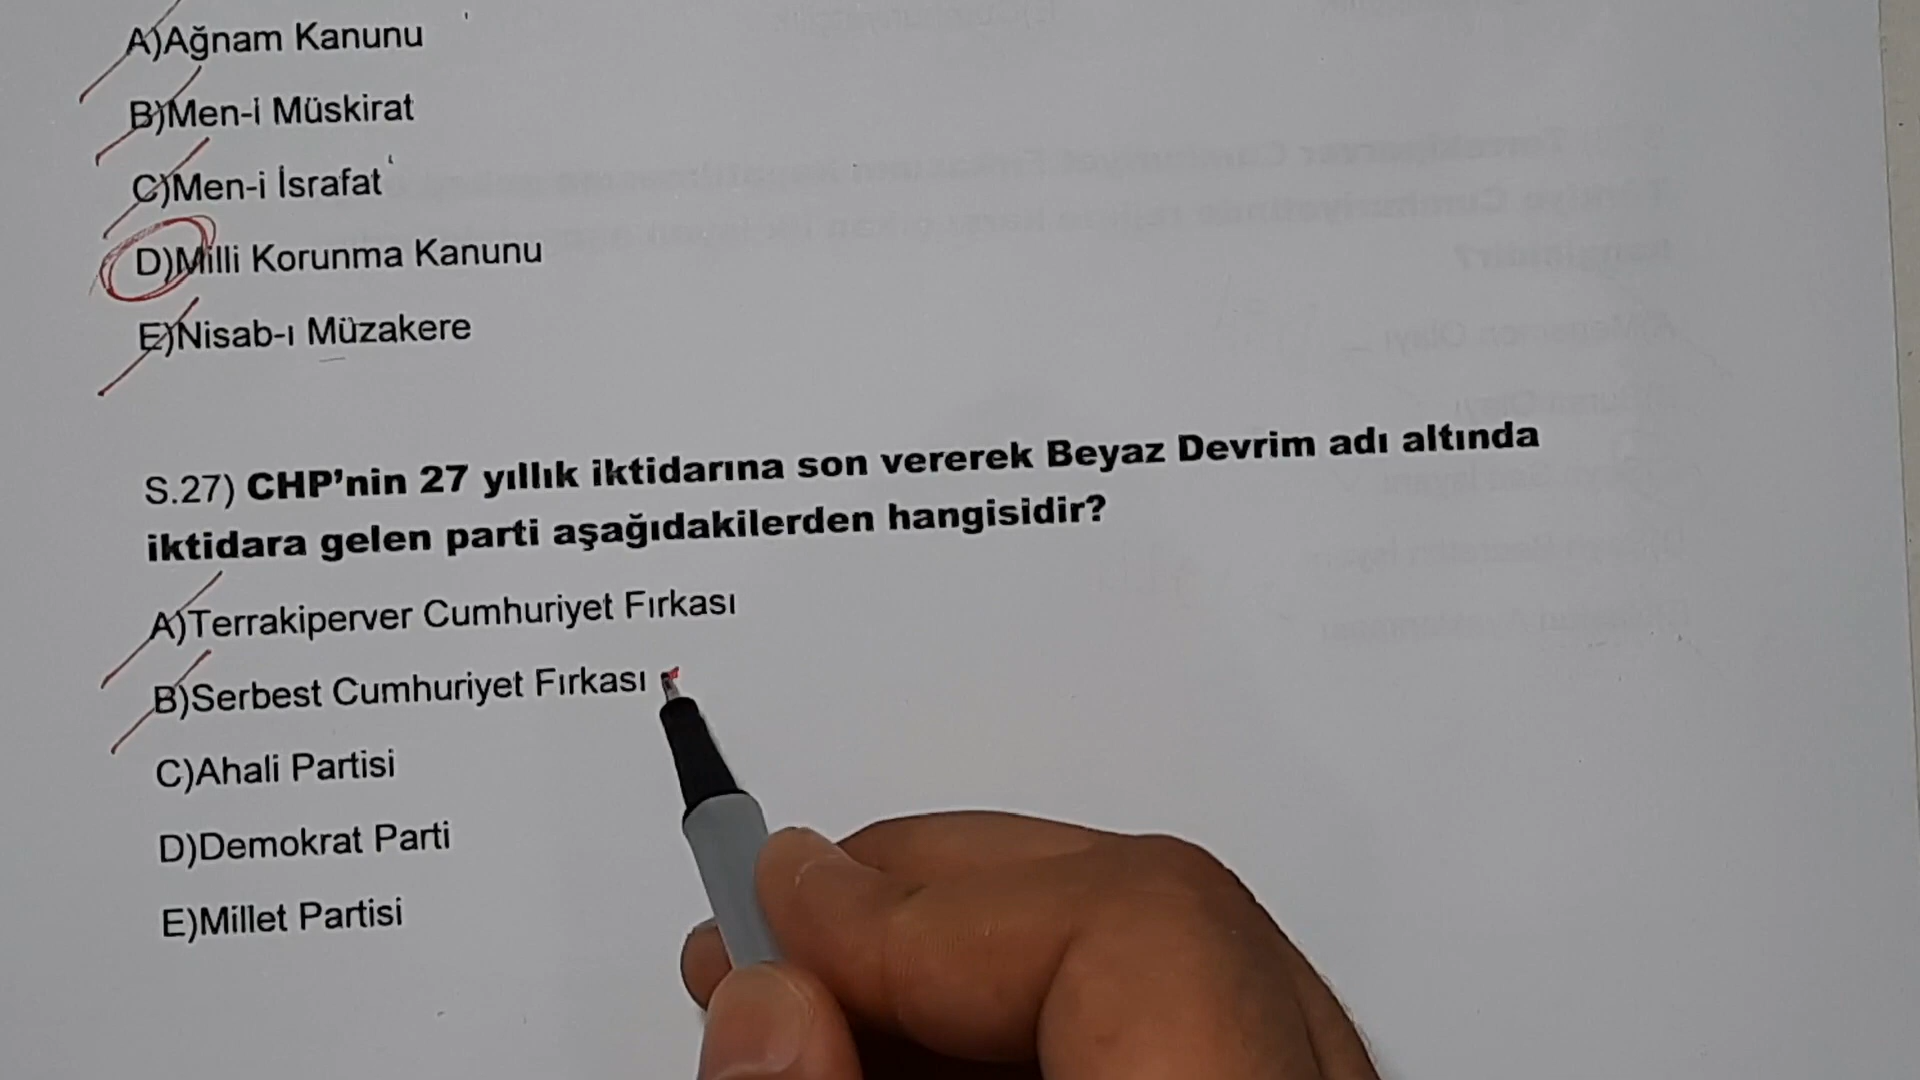 A)Ağnam Kanunu
B)Men-i Müskirat
C)Men-i İsrafat
D)Milli Korunma Kanunu
E)Nisab-ı Müzakere
S.27) CHP'nin 27 yıllık iktidarına son vererek Beyaz Devrim adı altında
iktidara gelen parti aşağıdakilerden hangisidir?
A)Terrakiperver Cumhuriyet Fırkası
B)Serbest Cumhuriyet Fırkası
C)Ahali Partisi
D)Demokrat Parti
E)Millet Partisi